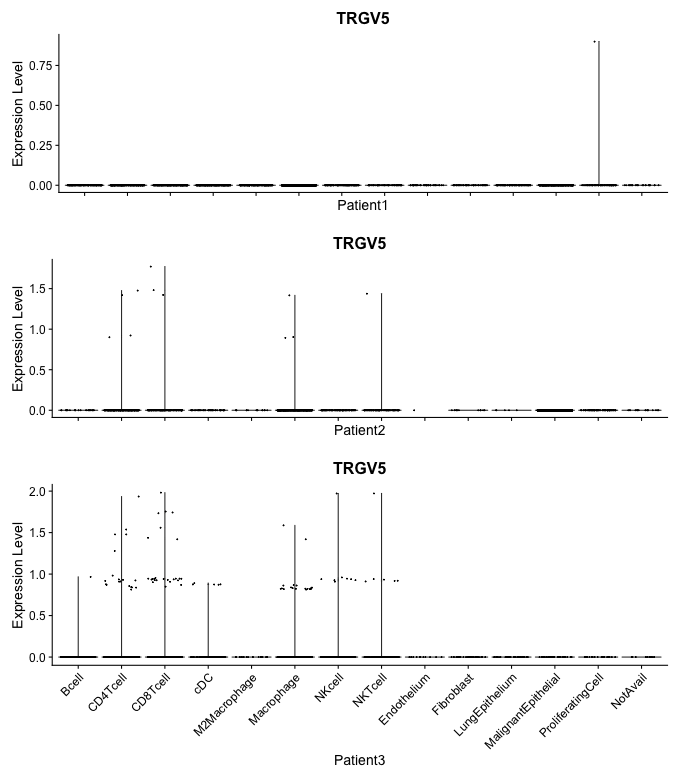 TRGV5
Expression Level
0.75
0.50
0.25
0.00
Patient1
TRGV5
Expression Level
1.5
1.0
0.5
0.0
Patient2
TRGV5
Expression Level
2.0
1.5
1.0
0.5
0.0
Bcell
CD4Tcell
CD8Tcell
cDC
M2Macrophage
Macrophage
NKcell
NKTcell
Endothelium
Fibroblast
LungEpithelium
MalignantEpithelial
ProliferatingCell
NotAvail
Patient3